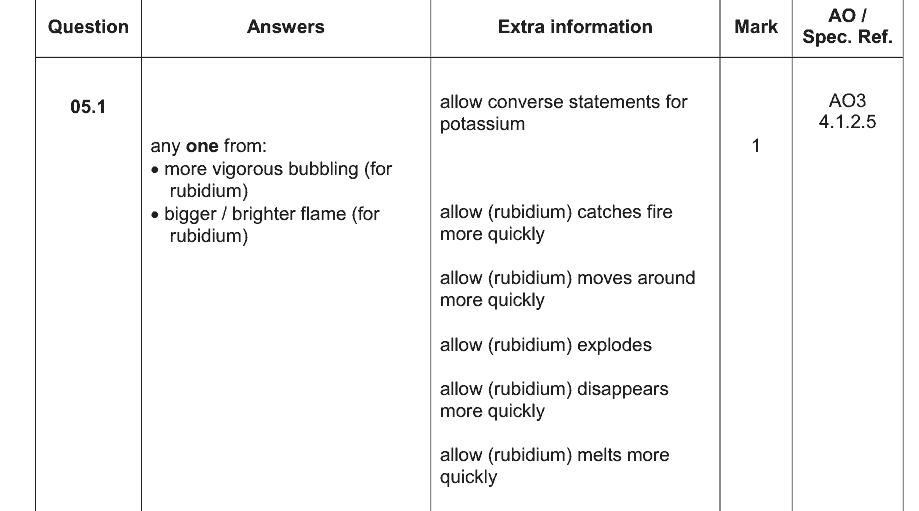 Question Answers Extra information Mark AO /
Spec. Ref.
05.1
any one from:
• more vigorous bubbling (for
rubidium)
• bigger / brighter flame (for
rubidium)
allow converse statements for
potassium
allow (rubidium) catches fire
more quickly
allow (rubidium) moves around
more quickly
allow (rubidium) explodes
allow (rubidium) disappears
more quickly
allow (rubidium) melts more
quickly
1
AO3
4.1.2.5